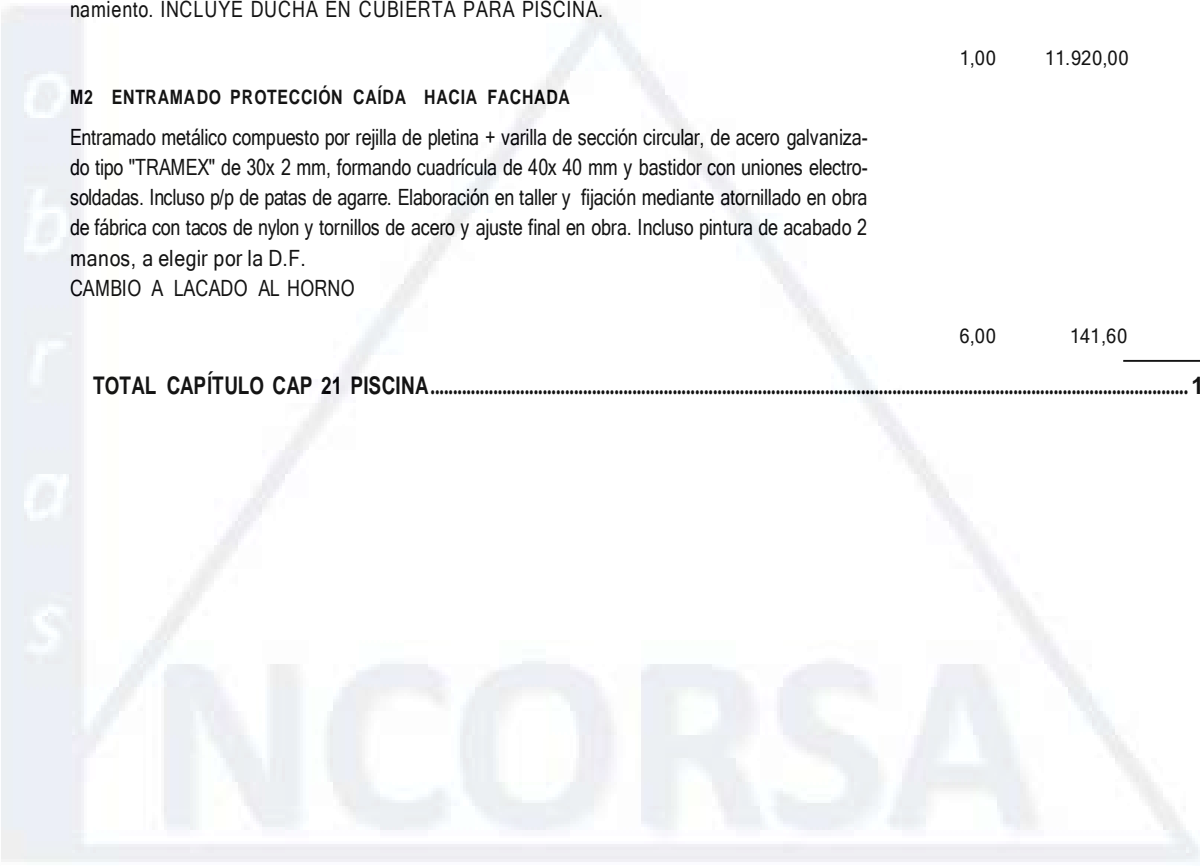 namiento. INCLUYE DUCHA EN CUBIERTA PARA PISCINA.
1,00 11.920,00
M2 ENTRAMADO PROTECCIÓN CAÍDA HACIA FACHADA
Entramado metálico compuesto por rejilla de pletina + varilla de sección circular, de acero galvaniza-
do tipo "TRAMEX" de 30x 2 mm, formando cuadrícula de 40x 40 mm y bastidor con uniones electro-
soldadas. Incluso p/p de patas de agarre. Elaboración en taller y fijación mediante atornillado en obra
de fábrica con tacos de nylon y tornillos de acero y ajuste final en obra. Incluso pintura de acabado 2
manos, a elegir por la D.F.
CAMBIO A LACADO AL HORNO
6,00 141,60
TOTAL CAPÍTULO CAP 21 PISCINA.......... 1
obras
NCORSA